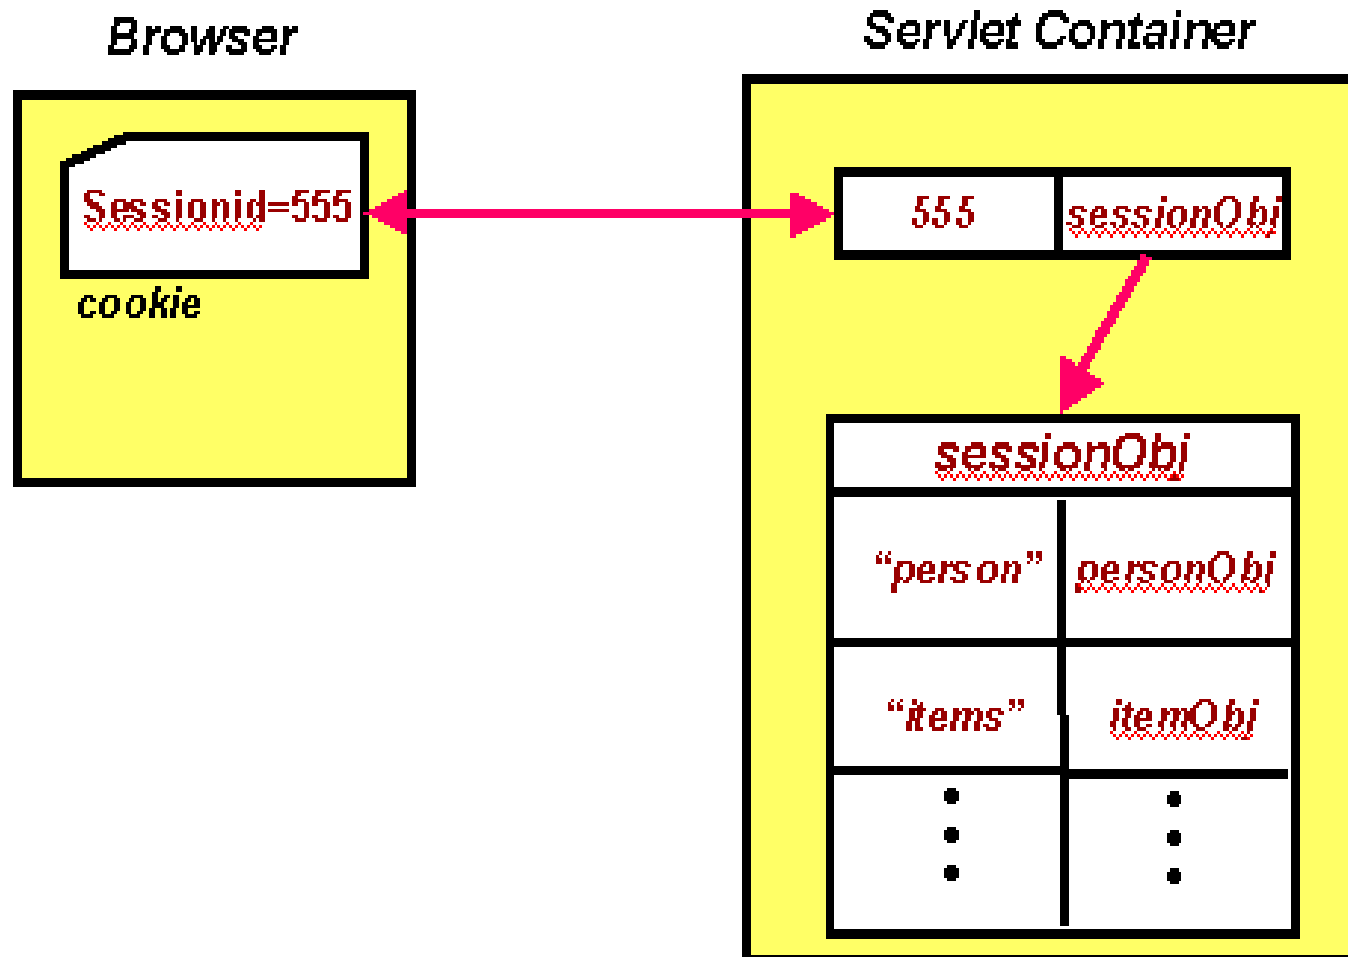 Browser
Servlet Container
Sessionid=555
cookie
555 sessionObj
sessionObj
“person” personObj
“items” itemObj